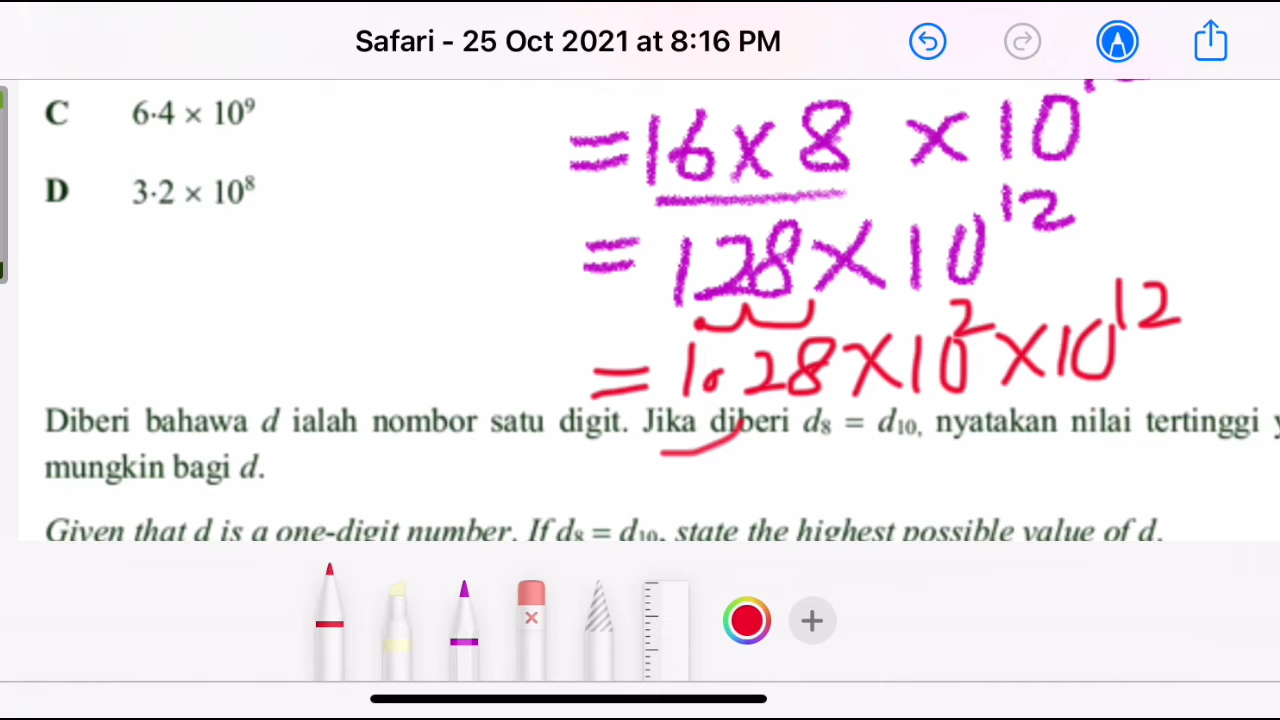 Safari - 25 Oct 2021 at 8:16 PM
C 6·4 × 10⁹
D 3·2 × 10⁸
= 16 × 8 × 10
= 128 × 10¹²
= 1.28 × 10² × 10¹²
Diberi bahawa d ialah nombor satu digit. Jika diberi d₈ = d₁₀, nyatakan nilai tertinggi
mungkin bagi d.
Given that d is a one-digit number. If d₈ = d₁₀, state the highest possible value of d.